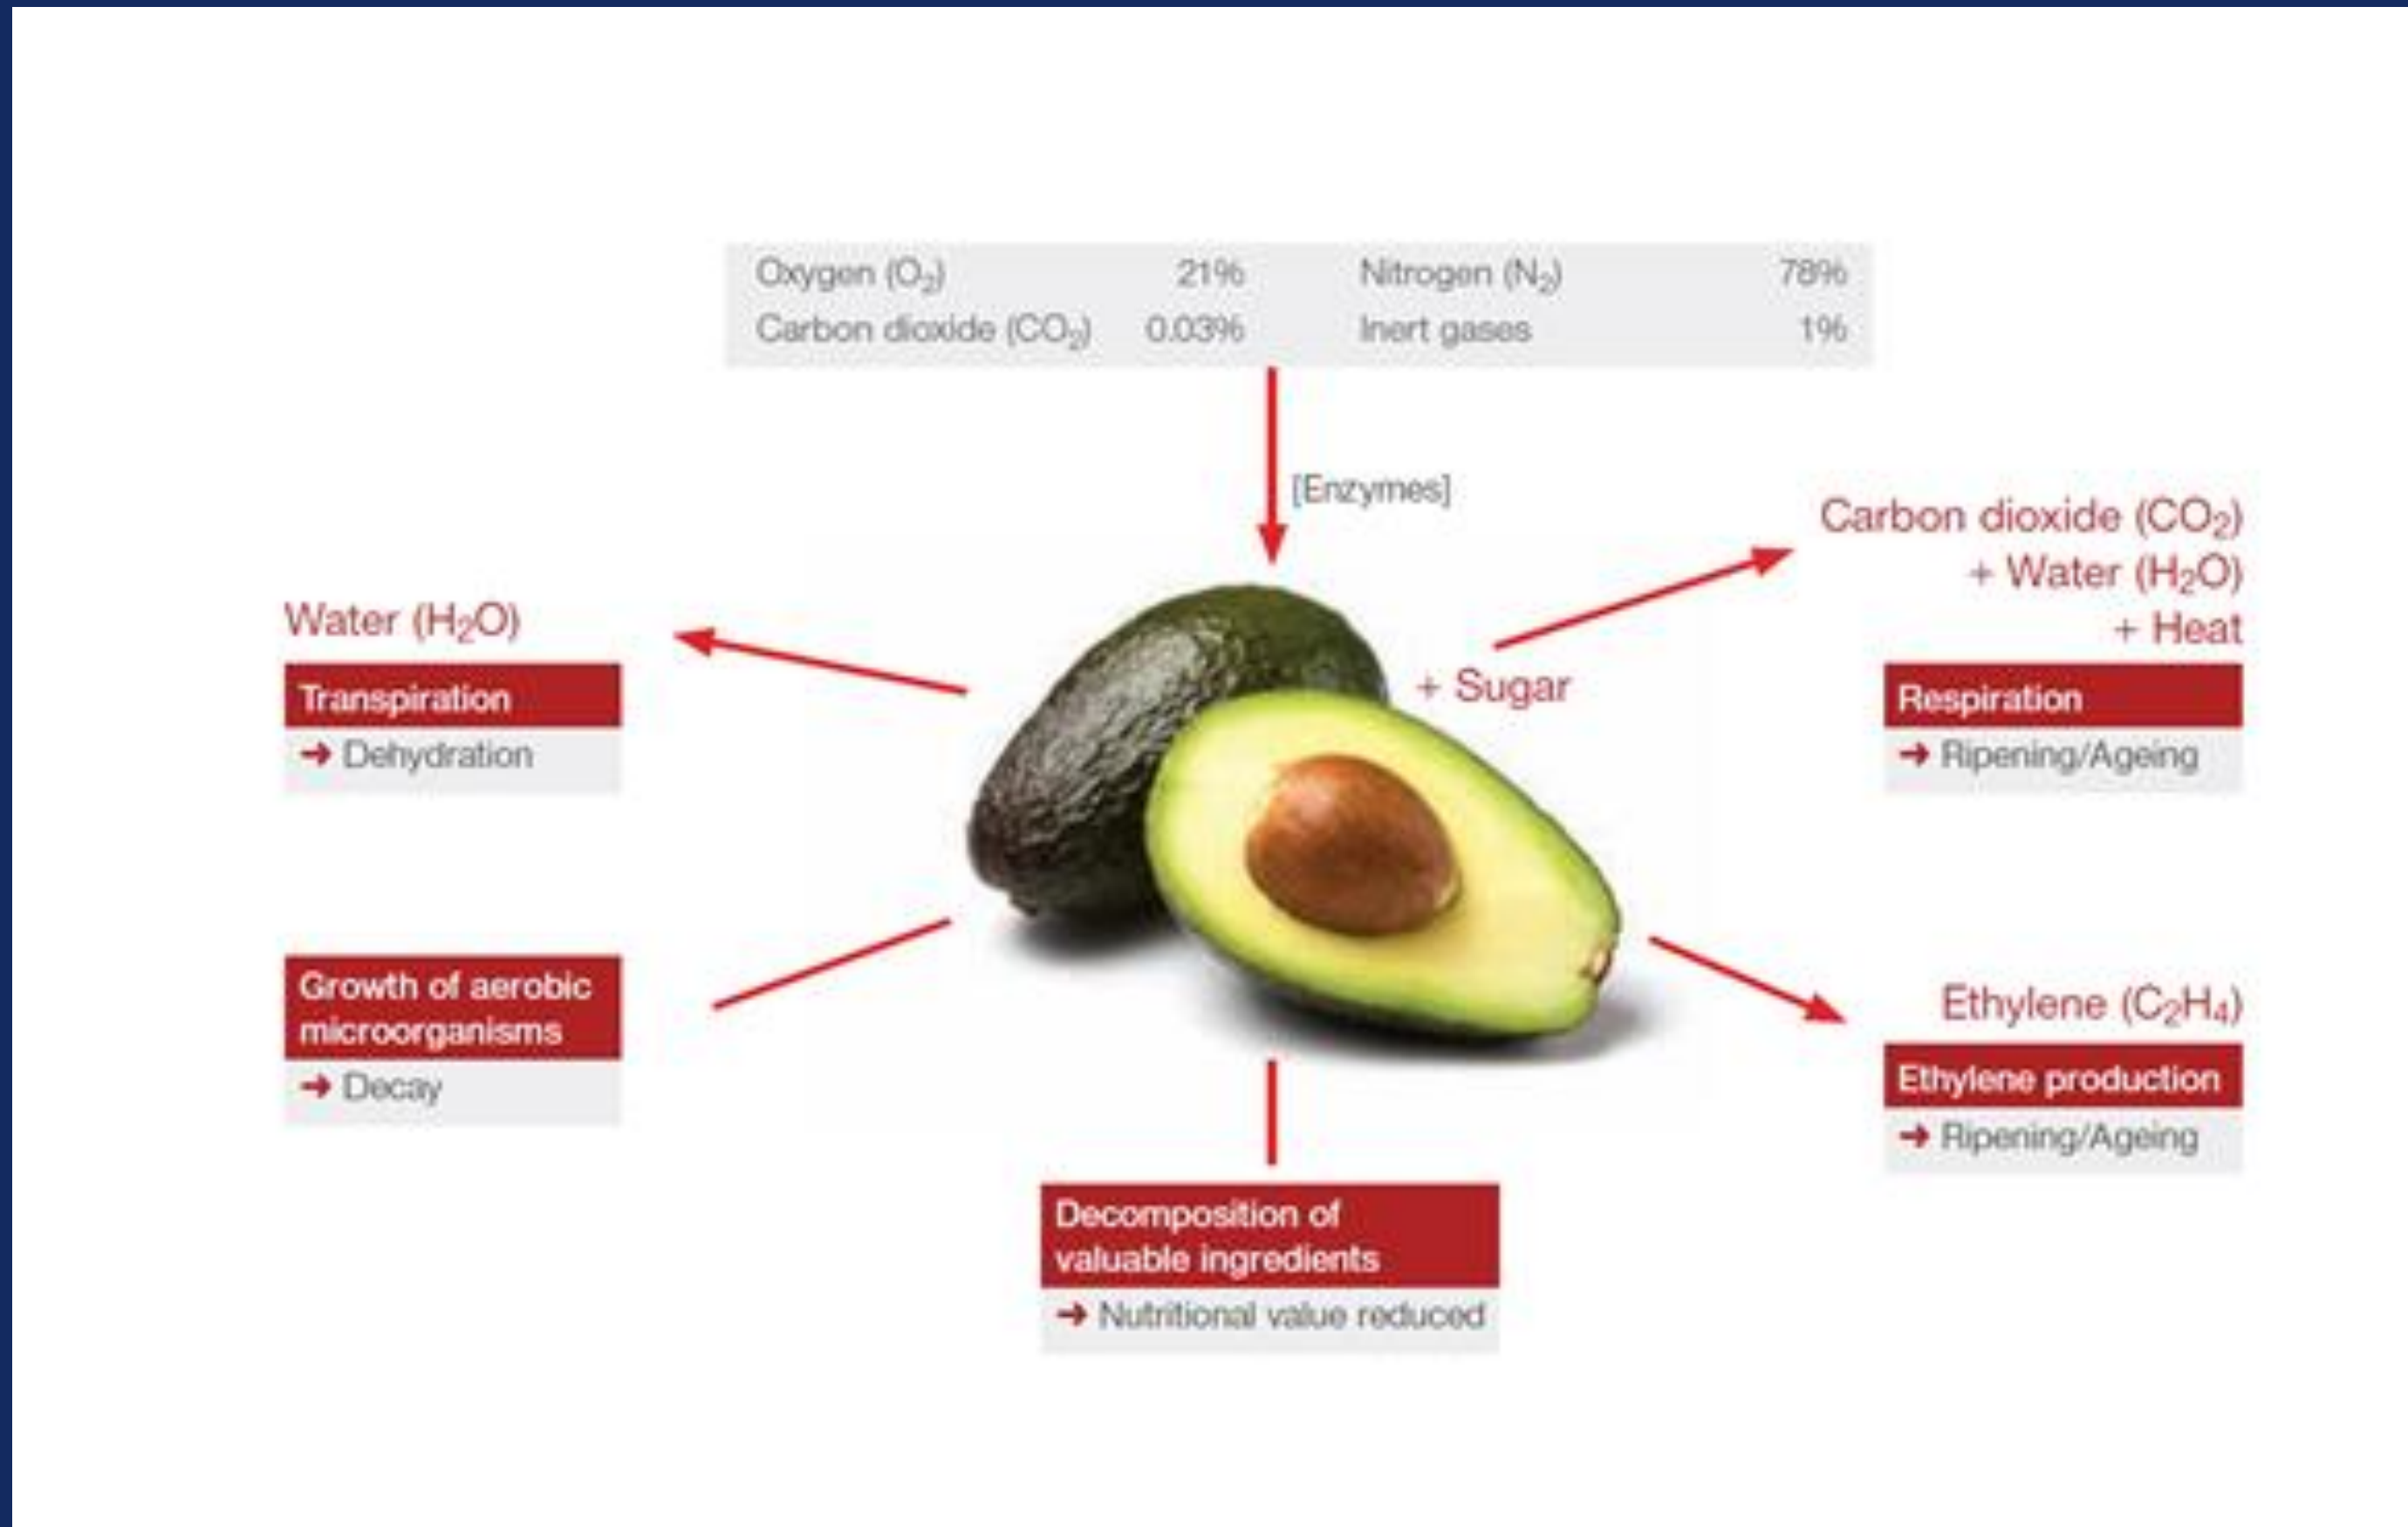 Oxygen (O₂) 21% Nitrogen (N₂) 78%
Carbon dioxide (CO₂) 0.03% Inert gases 1%
[Enzymes]
Carbon dioxide (CO₂)
+ Water (H₂O)
+ Heat
Respiration
→ Ripening/Ageing
Water (H₂O)
Transpiration
→ Dehydration
+ Sugar
Growth of aerobic
microorganisms
→ Decay
Ethylene (C₂H₄)
Ethylene production
→ Ripening/Ageing
Decomposition of
valuable ingredients
→ Nutritional value reduced